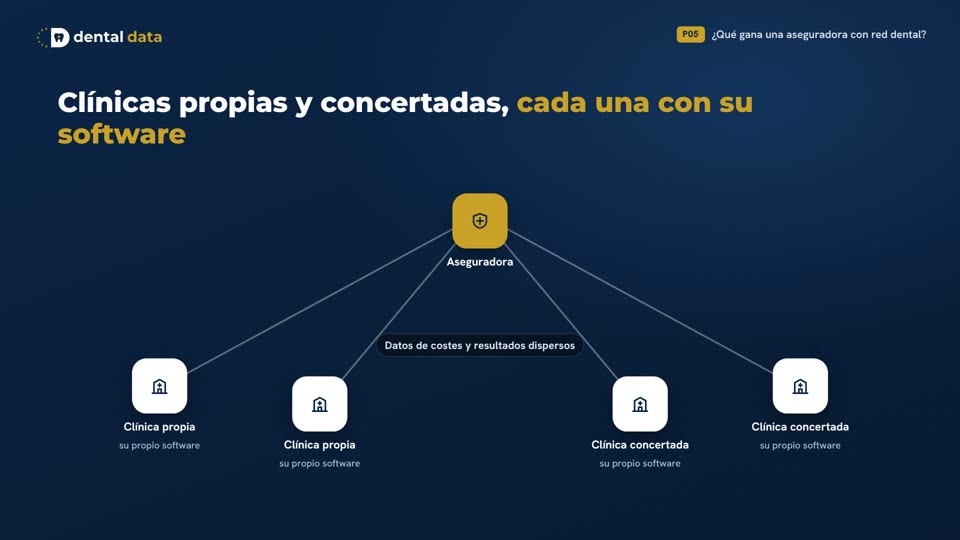 dental data
P05 ¿Qué gana una aseguradora con red dental?
Clínicas propias y concertadas, cada una con su
software
Aseguradora
Datos de costes y resultados dispersos
Clínica propia
su propio software
Clínica propia
su propio software
Clínica concertada
su propio software
Clínica concertada
su propio software